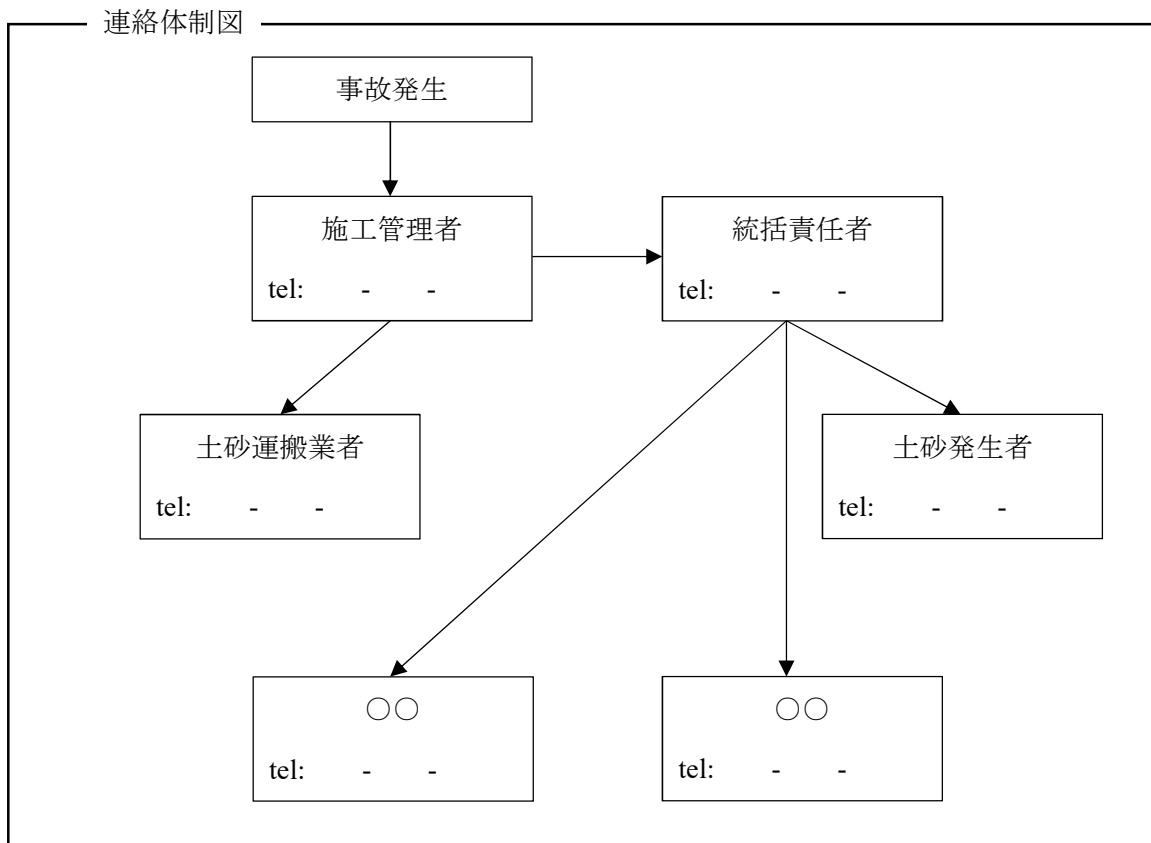 連絡体制図
事故発生
施工管理者
tel: - -
統括責任者
tel: - -
土砂運搬業者
tel: - -
土砂発生者
tel: - -
○○
tel: - -
○○
tel: - -